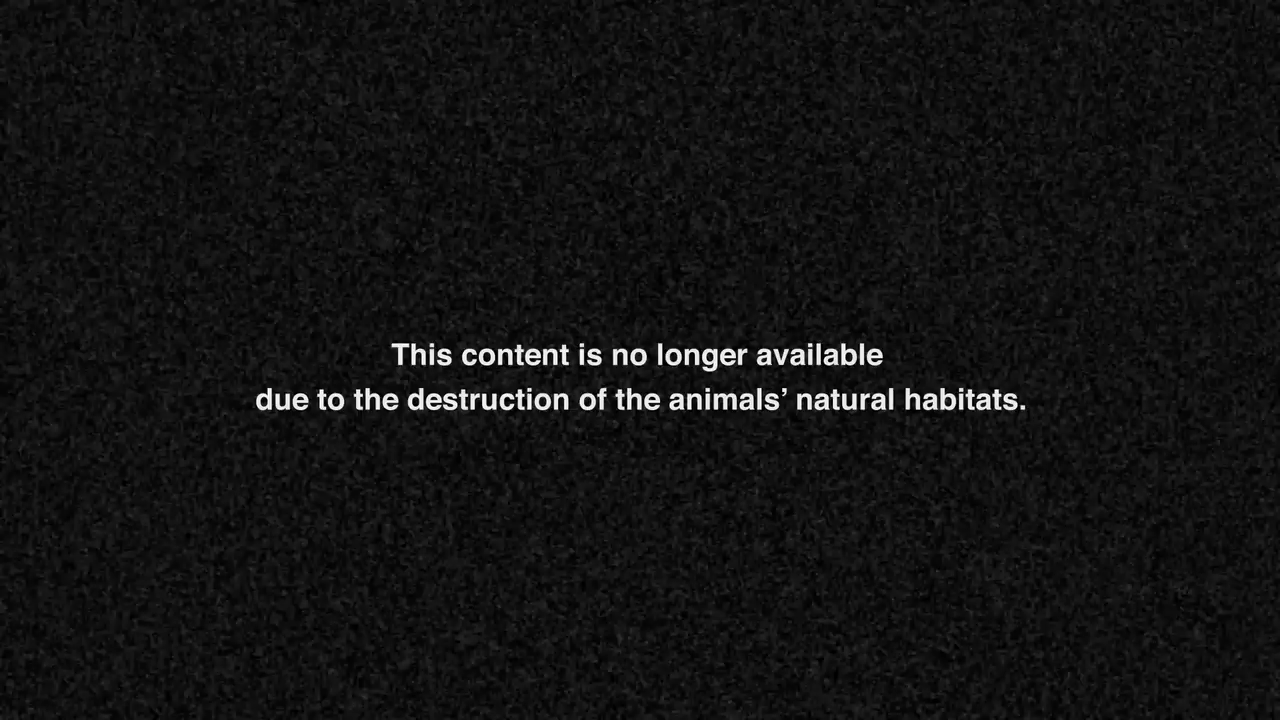 This content is no longer available
due to the destruction of the animals’ natural habitats.